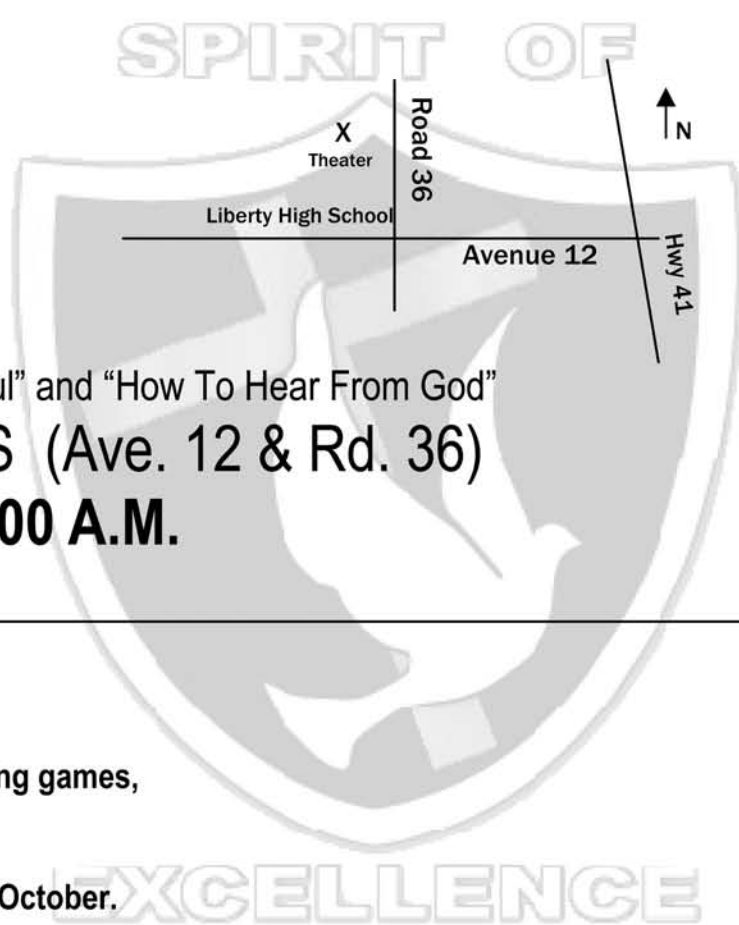 SPIRIT OF
N
X
Theater
Road 36
Liberty High School
Avenue 12
Hwy 41
and “How To Hear From God”
(Ave. 12 & Rd. 36)
00 A.M.
games,
October.
EXCELLENCE